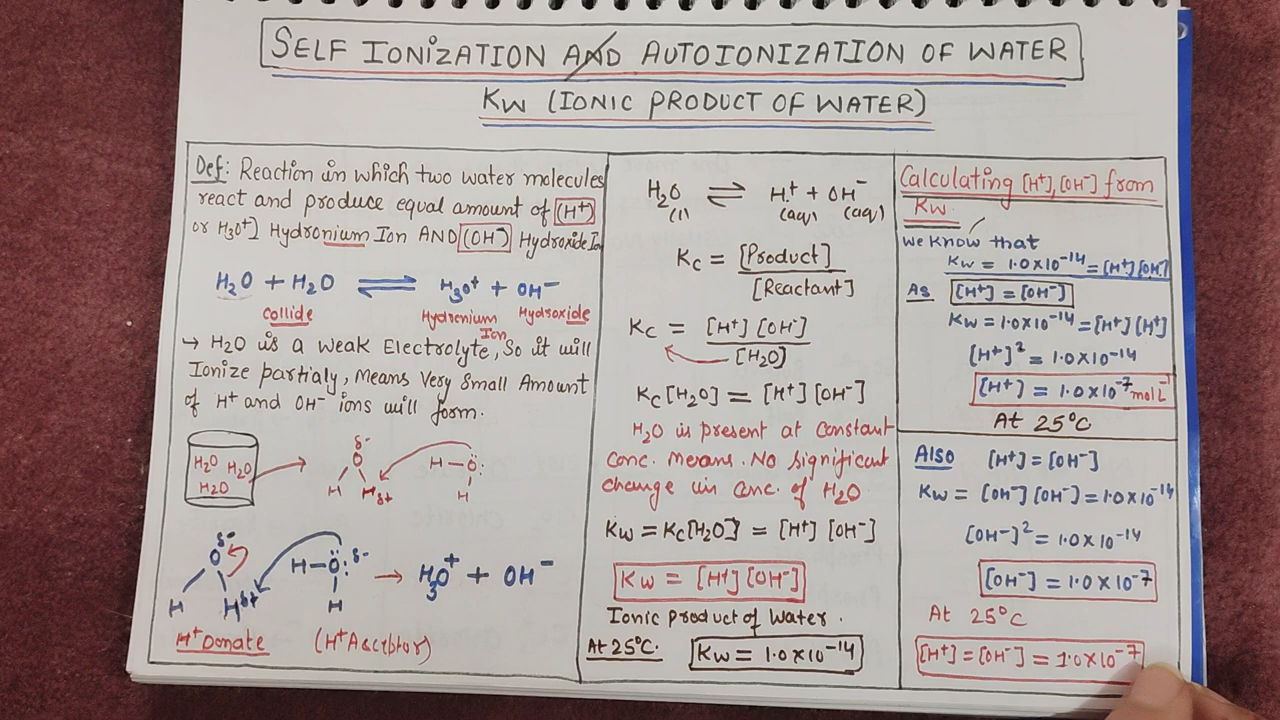 SELF IONIZATION AND AUTOIONIZATION OF WATER
KW (IONIC PRODUCT OF WATER)
Def: Reaction in which two water molecules
react and produce equal amount of (H⁺)
or H₃O⁺] Hydronium Ion AND (OH⁻) Hydroxide Ion
H₂O + H₂O ⇌ H₃O⁺ + OH⁻
collide Hydronium Ion Hydroxide
→ H₂O is a weak Electrolyte, So it will
Ionize partialy, Means Very Small Amount
of H⁺ and OH⁻ ions will form.
H₂O H₂O
H₂O
δ-
O H-O:
H Hδ+ H
δ- δ-
O H-O: → H₃O⁺ + OH⁻
H Hδ+ H
H⁺ Donate (H⁺ Acceptor)
H₂O ⇌ H⁺ + OH⁻
(l) (aq) (aq)
Kc = [Product]
[Reactant]
Kc = [H⁺] [OH⁻]
[H₂O]
Kc[H₂O] = [H⁺] [OH⁻]
H₂O is present at constant
conc. Means. No significant
change in conc. of H₂O
Kw = Kc[H₂O] = [H⁺] [OH⁻]
Kw = [H⁺] [OH⁻]
Ionic product of Water.
At 25°C. Kw = 1.0×10⁻¹⁴
Calculating [H⁺], [OH⁻] from
Kw
We know that
Kw = 1.0×10⁻¹⁴ = [H⁺] [OH⁻]
As [H⁺] = [OH⁻]
Kw = 1.0×10⁻¹⁴ = [H⁺] [H⁺]
[H⁺]² = 1.0×10⁻¹⁴
[H⁺] = 1.0×10⁻⁷ mol L⁻¹
At 25°C
Also [H⁺] = [OH⁻]
Kw = [OH⁻] [OH⁻] = 1.0×10⁻¹⁴
[OH⁻]² = 1.0×10⁻¹⁴
[OH⁻] = 1.0×10⁻⁷
At 25°C
[H⁺] = [OH⁻] = 1.0×10⁻⁷